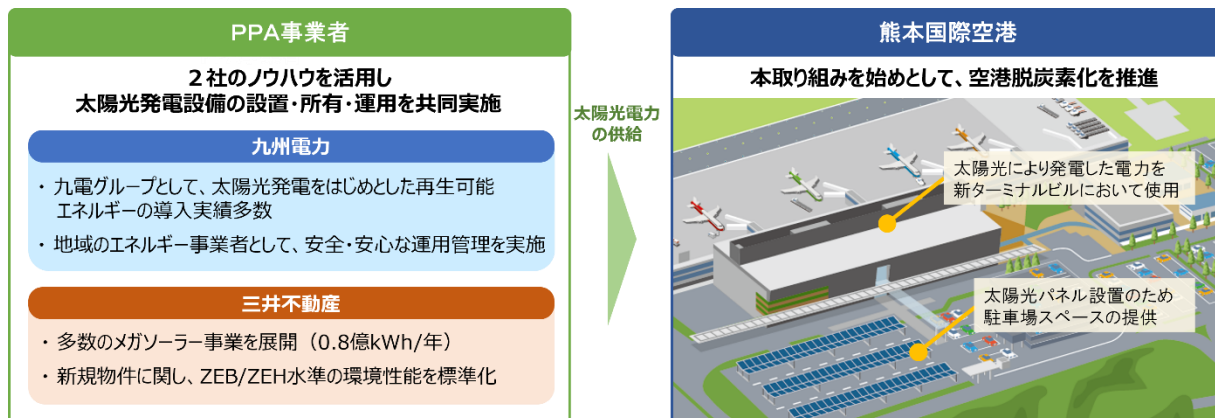 PPA事業者
２社のノウハウを活用し
太陽光発電設備の設置・所有・運用を共同実施
九州電力
・ 九電グループとして、太陽光発電をはじめとした再生可能
エネルギーの導入実績多数
・ 地域のエネルギー事業者として、安全・安心な運用管理を実施
三井不動産
・ 多数のメガソーラー事業を展開（0.8億kWh/年）
・ 新規物件に関し、ZEB/ZEH水準の環境性能を標準化
太陽光電力
の供給
熊本国際空港
本取り組みを始めとして、空港脱炭素化を推進
太陽光により発電した電力を
新ターミナルビルにおいて使用
太陽光パネル設置のため
駐車場スペースの提供